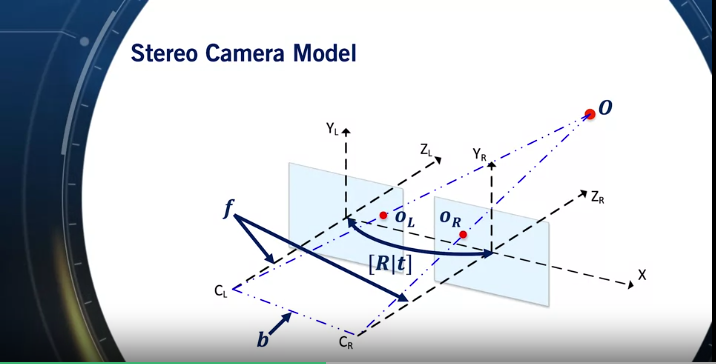 Stereo Camera Model
O
Y_L
Z_L
Y_R
Z_R
f
o_L
o_R
[R|t]
X
C_L
b
C_R